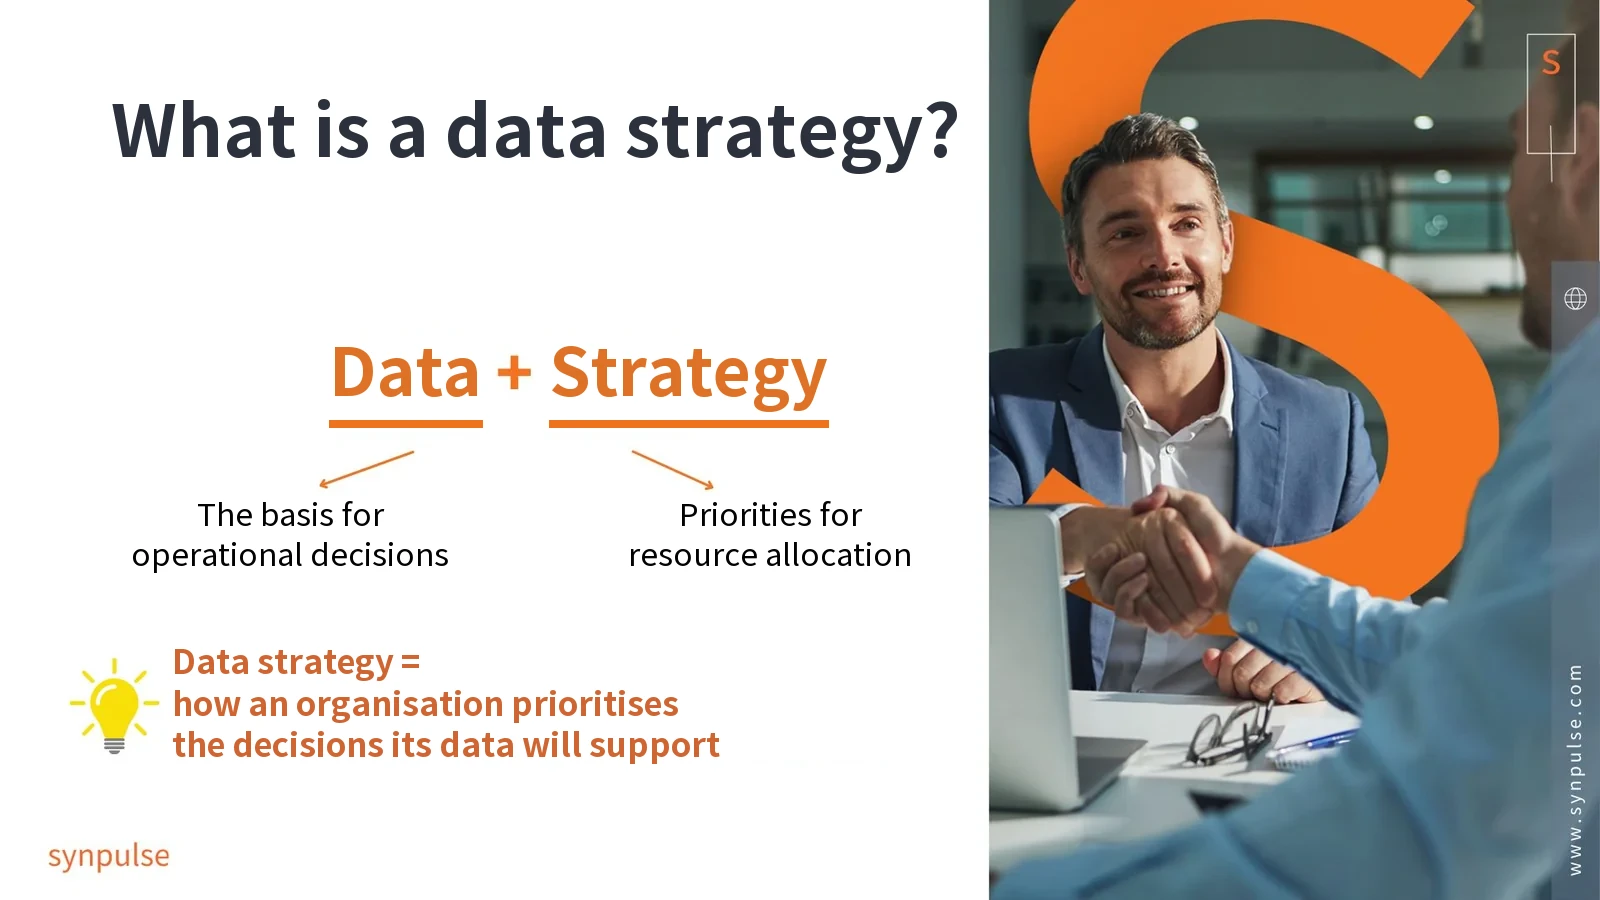 What is a data strategy?
Data + Strategy
The basis for
operational decisions
Priorities for
resource allocation
Data strategy =
how an organisation prioritises
the decisions its data will support
synpulse
S
www.synpulse.com